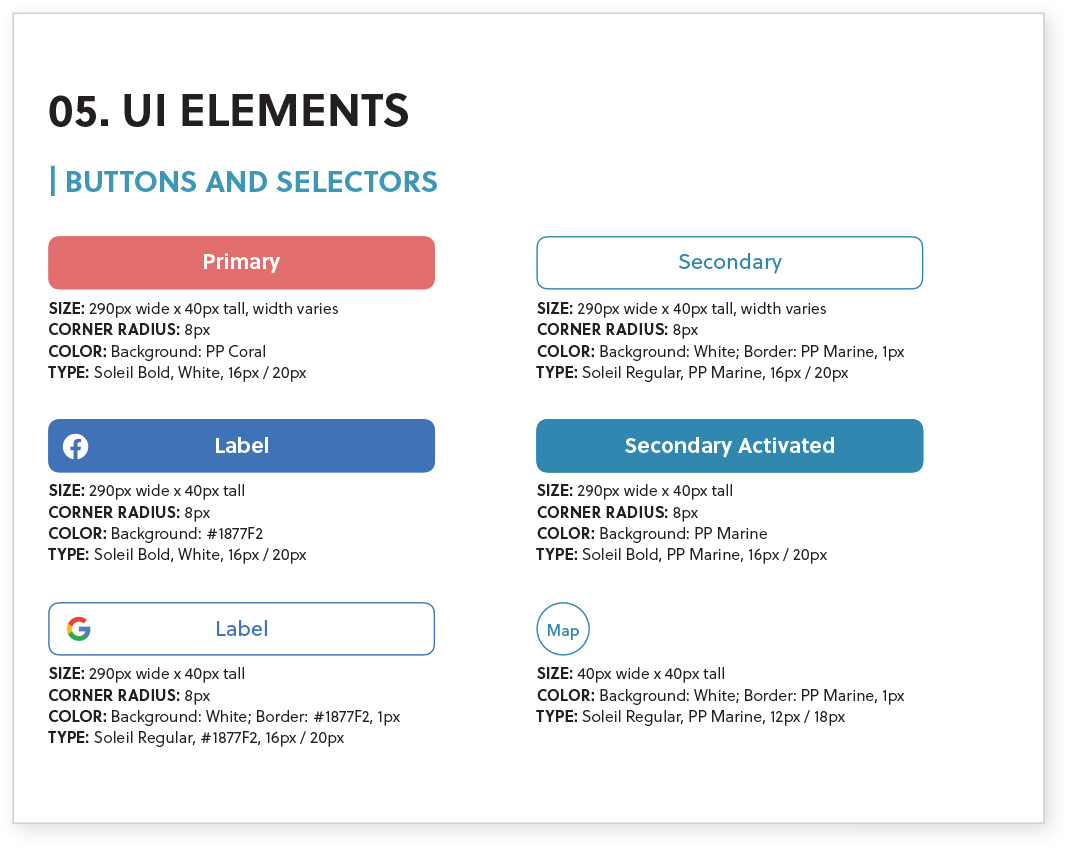 05. UI ELEMENTS
| BUTTONS AND SELECTORS
Primary
SIZE: 290px wide x 40px tall, width varies
CORNER RADIUS: 8px
COLOR: Background: PP Coral
TYPE: Soleil Bold, White, 16px / 20px
Secondary
SIZE: 290px wide x 40px tall, width varies
CORNER RADIUS: 8px
COLOR: Background: White; Border: PP Marine, 1px
TYPE: Soleil Regular, PP Marine, 16px / 20px
Label
SIZE: 290px wide x 40px tall
CORNER RADIUS: 8px
COLOR: Background: #1877F2
TYPE: Soleil Bold, White, 16px / 20px
Secondary Activated
SIZE: 290px wide x 40px tall
CORNER RADIUS: 8px
COLOR: Background: PP Marine
TYPE: Soleil Bold, PP Marine, 16px / 20px
Label
SIZE: 290px wide x 40px tall
CORNER RADIUS: 8px
COLOR: Background: White; Border: #1877F2, 1px
TYPE: Soleil Regular, #1877F2, 16px / 20px
Map
SIZE: 40px wide x 40px tall
COLOR: Background: White; Border: PP Marine, 1px
TYPE: Soleil Regular, PP Marine, 12px / 18px